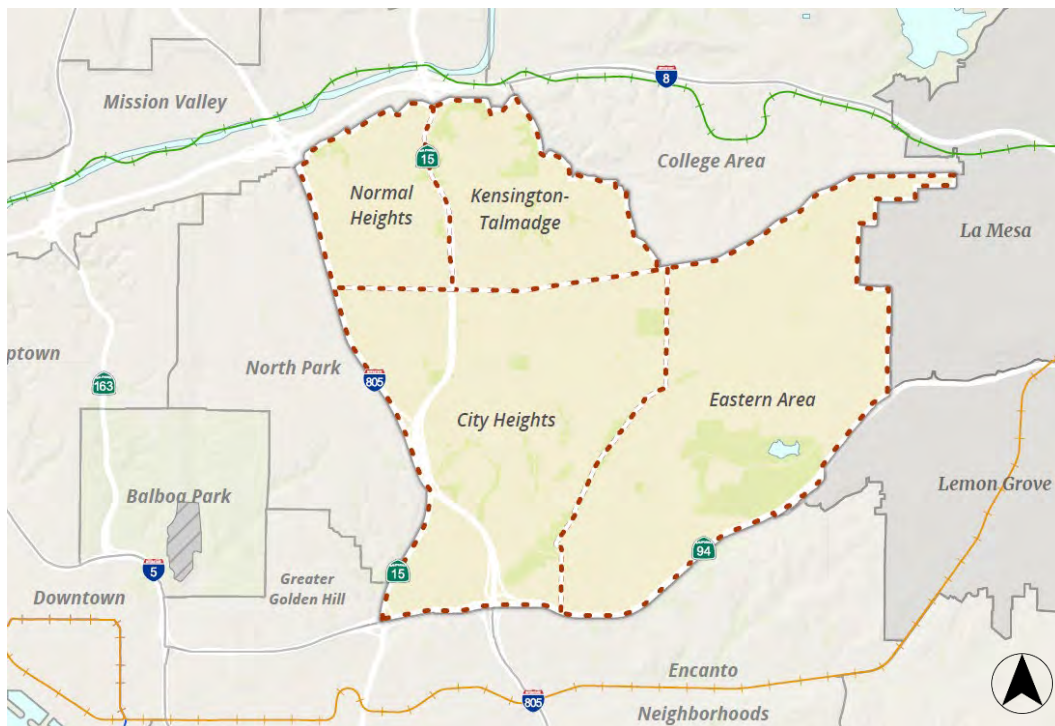 8
Mission Valley
College Area
15
Normal
Heights
Kensington-
Talmadge
La Mesa
ptown
163
North Park
805
City Heights
Eastern Area
Balboa Park
Lemon Grove
94
5
15
Greater
Golden Hill
Downtown
Encanto
Neighborhoods
805